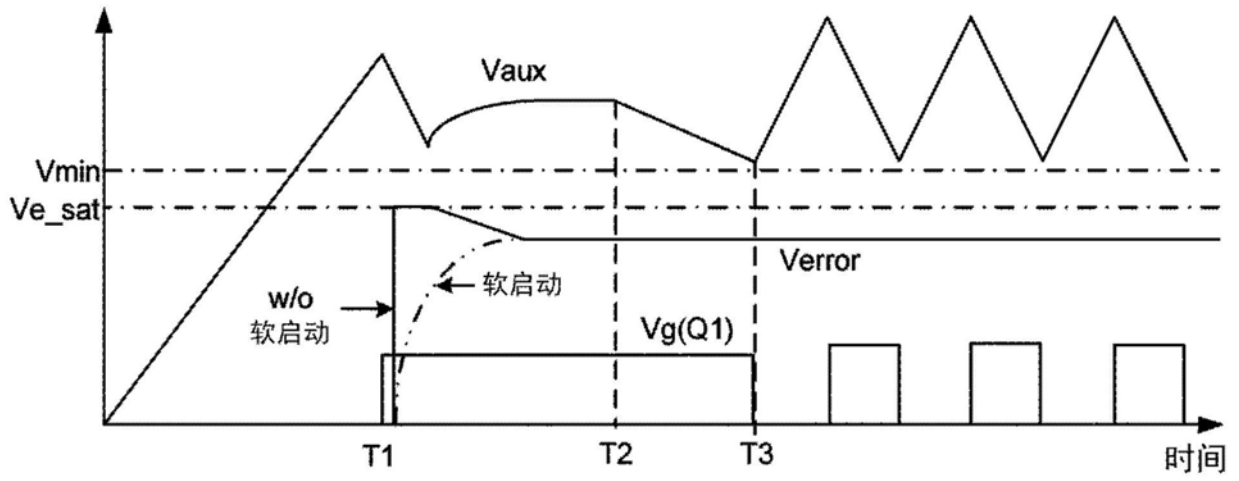 Vaux
Vmin
Ve_sat
Verror
w/o
软启动
软启动
Vg(Q1)
T1
T2
T3
时间